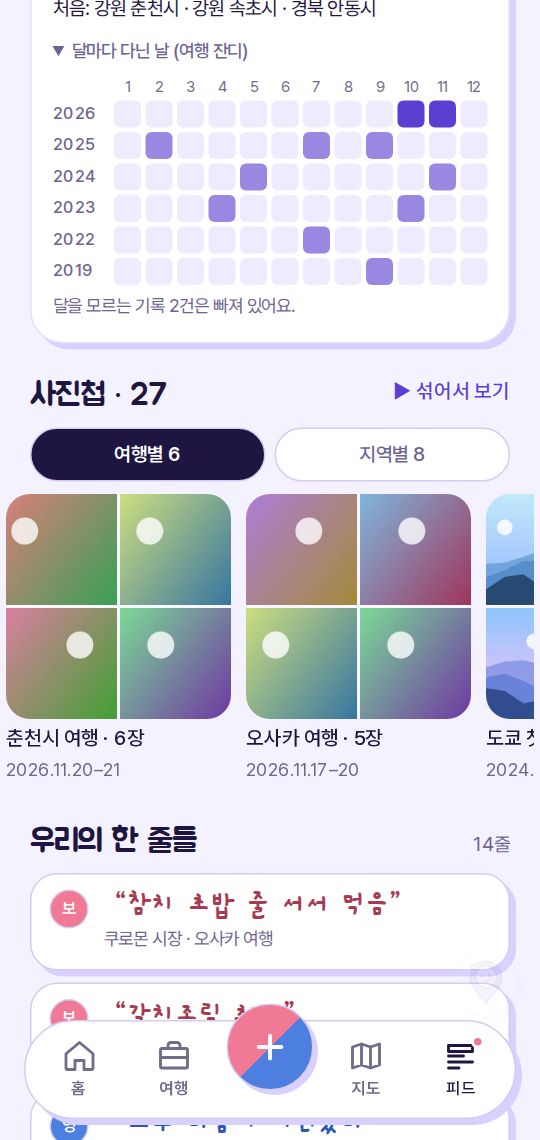 처음: 강원 춘천시 · 강원 속초시 · 경북 안동시
▼ 달마다 다닌 날 (여행 잔디)
1 2 3 4 5 6 7 8 9 10 11 12
2026
2025
2024
2023
2022
2019
달을 모르는 기록 2건은 빠져 있어요.
사진첩 · 27
▶ 섞어서 보기
여행별 6
지역별 8
춘천시 여행 · 6장
2026.11.20–21
오사카 여행 · 5장
2026.11.17–20
도쿄
2024.
우리의 한 줄들
14줄
보
“참치 초밥 줄 서서 먹음”
쿠로몬 시장 · 오사카 여행
보
“갈치조림
홈
여행
+
지도
피드